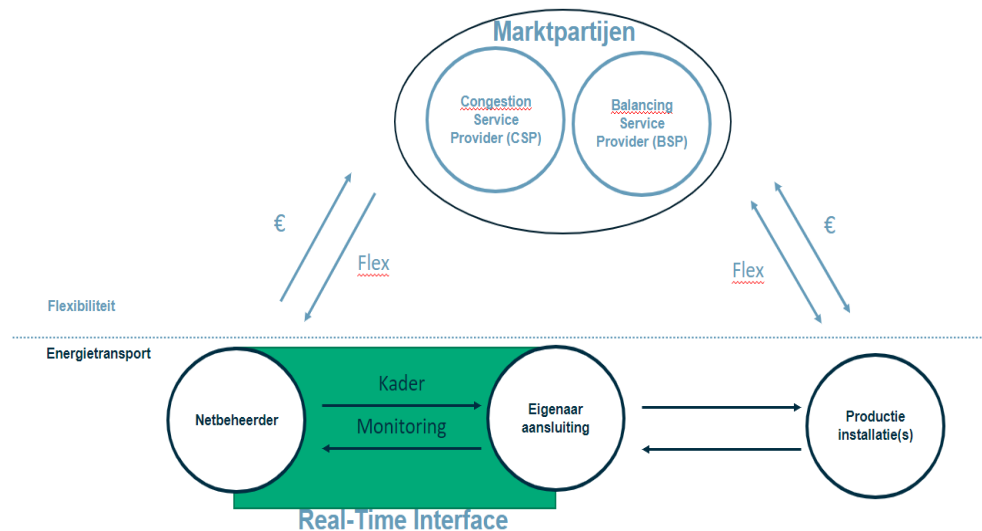 Marktpartijen
Congestion
Service
Provider (CSP)
Balancing
Service
Provider (BSP)
€
Flex
€
Flex
Flexibiliteit
Energietransport
Netbeheerder
Kader
Monitoring
Eigenaar
aansluiting
Productie
installatie(s)
Real-Time Interface